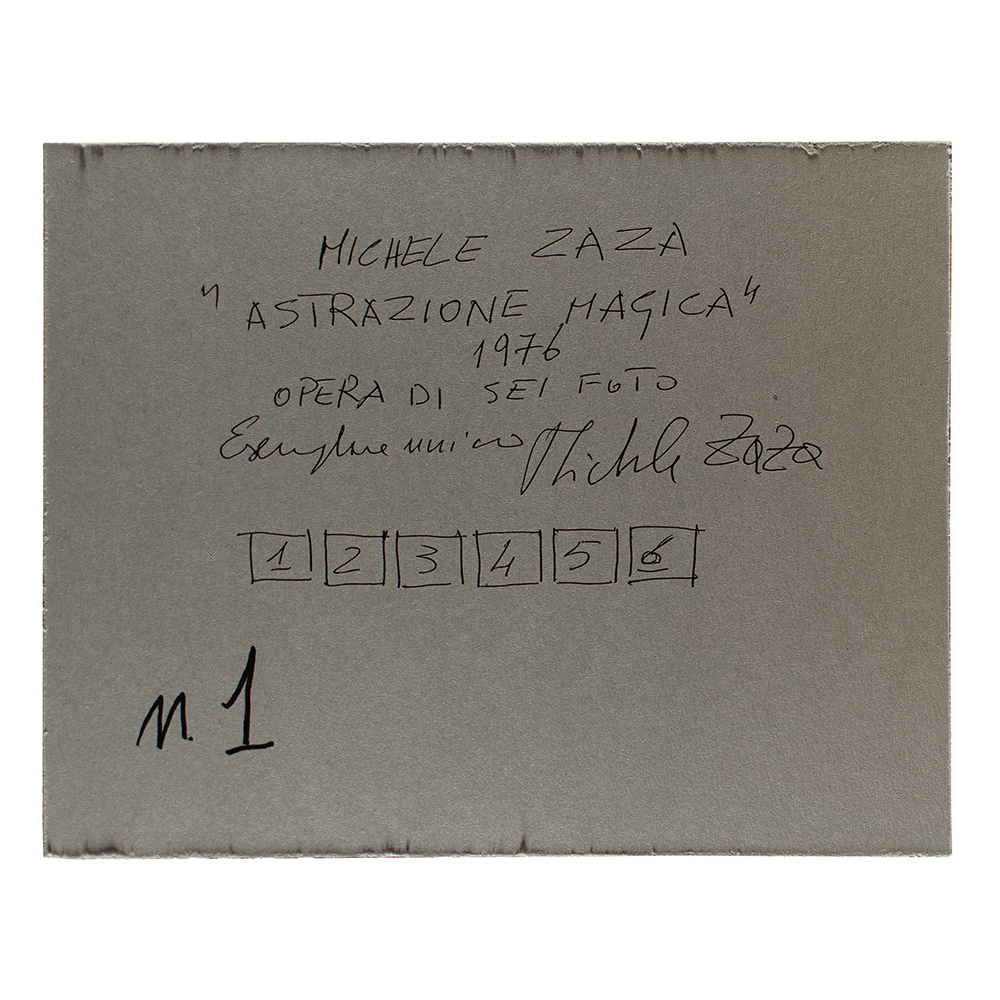 MICHELE ZAZA
"ASTRAZIONE MAGICA"
1976
OPERA DI SEI FOTO
Esemplare unico Michele Zaza
1 2 3 4 5 6
n. 1